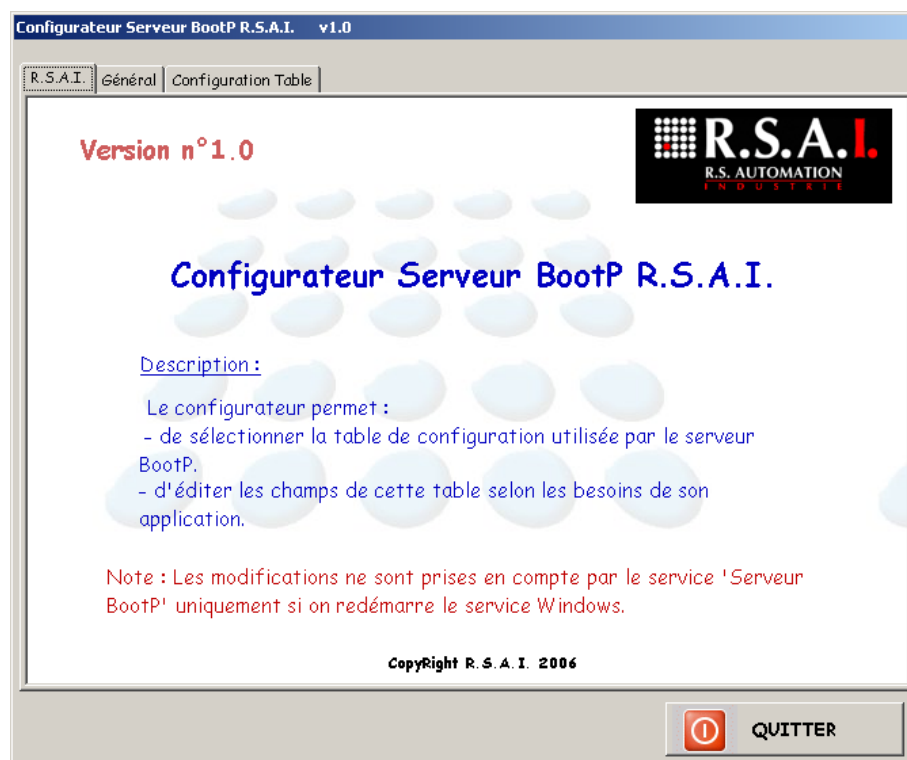 Configurateur Serveur BootP R.S.A.I. v1.0
R.S.A.I. Général Configuration Table
Version n°1.0
R.S.A.I.
R.S. AUTOMATION
INDUSTRIE
Configurateur Serveur BootP R.S.A.I.
Description :
Le configurateur permet :
- de sélectionner la table de configuration utilisée par le serveur
BootP.
- d'éditer les champs de cette table selon les besoins de son
application.
Note : Les modifications ne sont prises en compte par le service 'Serveur
BootP' uniquement si on redémarre le service Windows.
CopyRight R.S.A.I. 2006
QUITTER